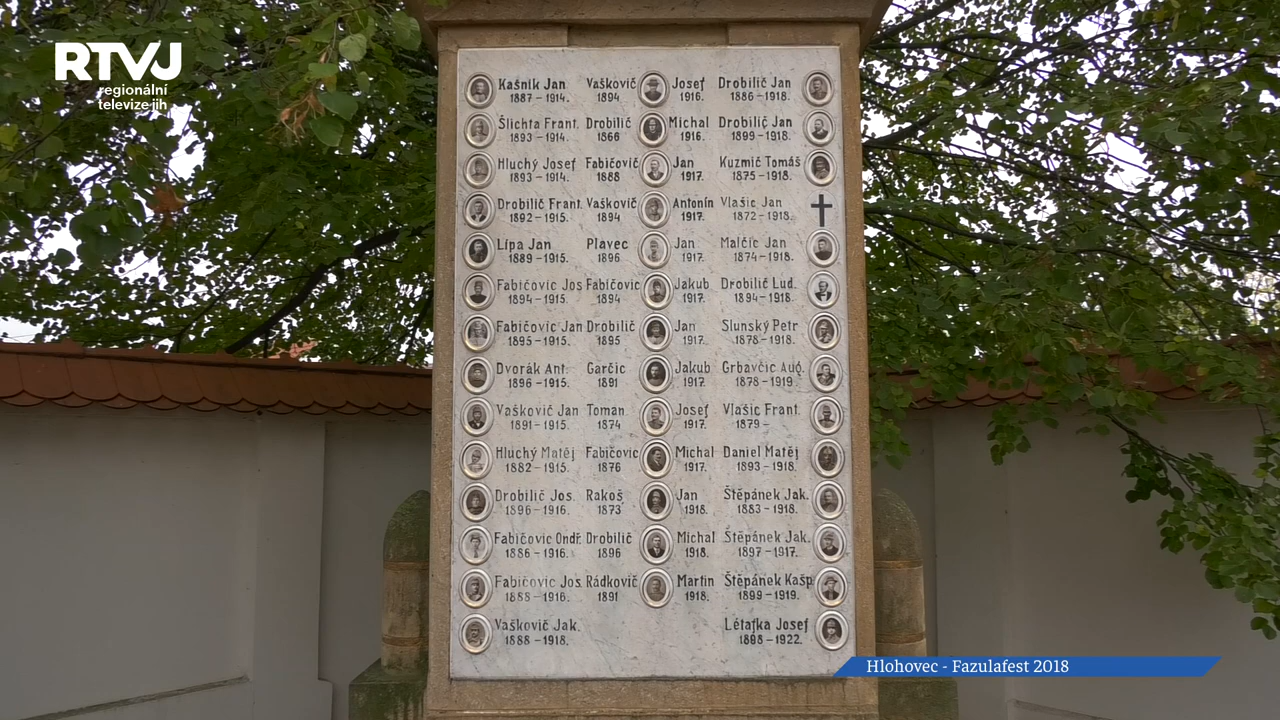 RTVJ
regionální
televize jih
Kašnik Jan Vaškovič Josef Drobilič Jan
1887 – 1914. 1894 1916. 1886 – 1918.
Šlichta Frant. Drobilič Michal Drobilič Jan
1893 – 1914. 1866 1916. 1899 – 1918.
Hluchý Josef Fabičovič Jan Kuzmič Tomáš
1893 – 1914. 1888 1917. 1875 – 1918.
Drobilič Frant. Vaškovič Antonín Vlašic Jan
1892 – 1915. 1894 1917. 1872 – 1918.
Lípa Jan Plavec Jan Malčic Jan
1889 – 1915. 1896 1917. 1874 – 1918.
Fabičovic Jos Fabičovic Jakub Drobilič Lud.
1894 – 1915. 1894 1917. 1894 – 1918.
Fabičovic Jan Drobilič Jan Slunský Petr
1895 – 1915. 1895 1917. 1878 – 1918.
Dvorák Ant. Garčic Jakub Grbavčic Aug.
1896 – 1915. 1891 1917. 1878 – 1919.
Vaškovič Jan Toman Josef Vlašic Frant.
1891 – 1915. 1874 1917. 1879 –
Hluchý Matěj Fabičovic Michal Daniel Matěj
1882 – 1915. 1876 1917. 1893 – 1918.
Drobilič Jos. Rakoš Jan Štěpánek Jak.
1896 – 1916. 1873 1918. 1883 – 1918.
Fabičovic Ondř. Drobilič Michal Štěpánek Jak.
1886 – 1916. 1896 1918. 1897 – 1917.
Fabičovic Jos. Rádkovič Martin Štěpánek Kašp
1888 – 1916. 1891 1918. 1899 – 1919.
Vaškovič Jak. Létafka Josef
1888 – 1918. 1898 – 1922.
Hlohovec - Fazulafest 2018